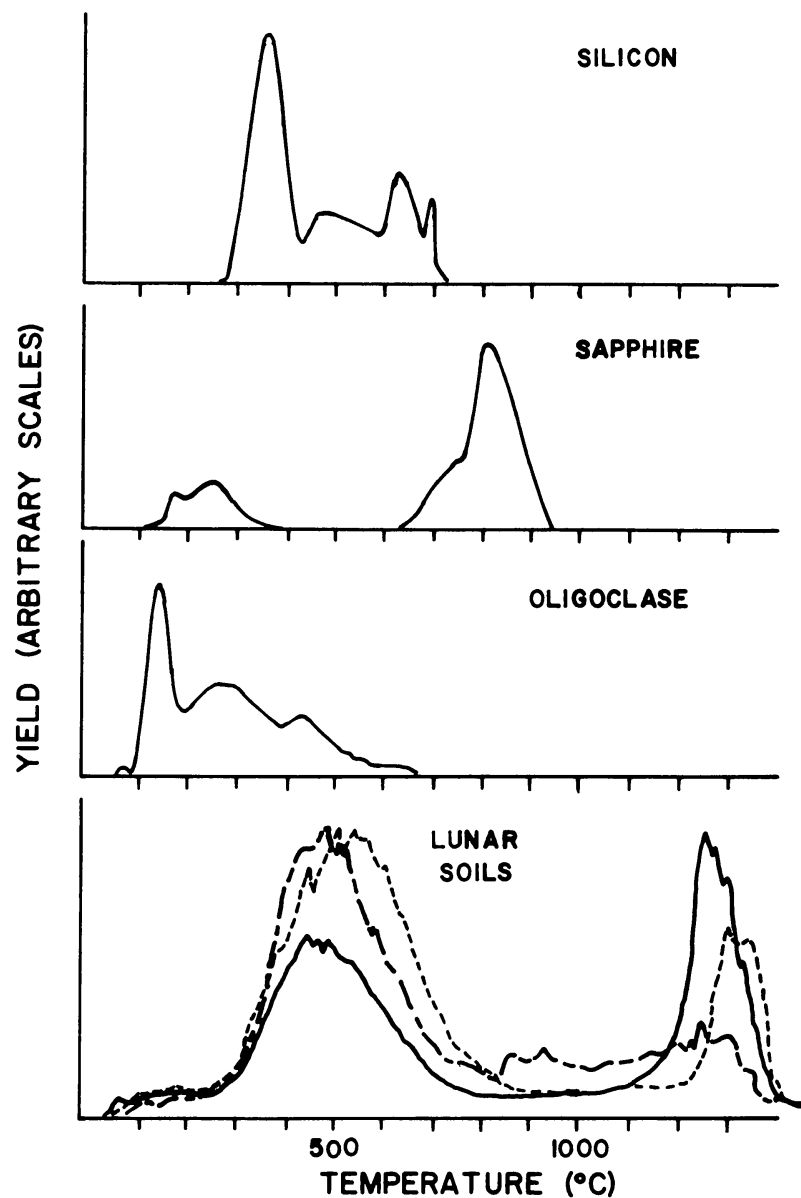 SILICON
SAPPHIRE
OLIGOCLASE
LUNAR
SOILS
YIELD (ARBITRARY SCALES)
500 1000
TEMPERATURE (°C)